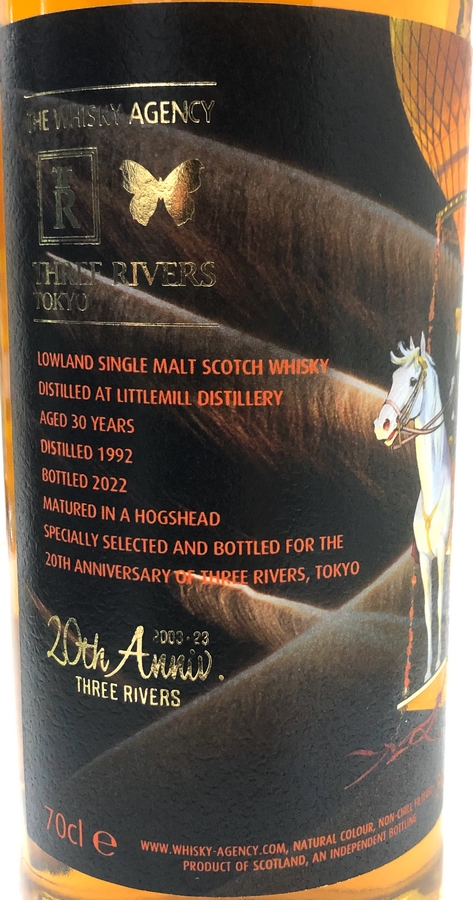 THE WHISKY AGENCY
TR
THREE RIVERS
TOKYO
LOWLAND SINGLE MALT SCOTCH WHISKY
DISTILLED AT LITTLEMILL DISTILLERY
AGED 30 YEARS
DISTILLED 1992
BOTTLED 2022
MATURED IN A HOGSHEAD
SPECIALLY SELECTED AND BOTTLED FOR THE
20TH ANNIVERSARY OF THREE RIVERS, TOKYO
2003-23
20th Anniv.
THREE RIVERS
70cl e
WWW.WHISKY-AGENCY.COM, NATURAL COLOUR, NON-CHILL
PRODUCT OF SCOTLAND, AN INDEPENDENT BOTTLING